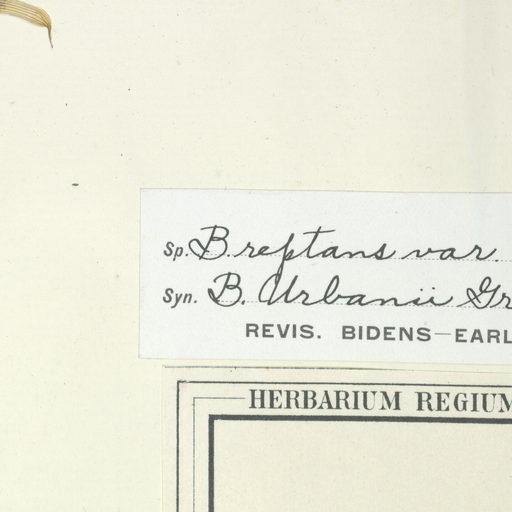 Sp. B. reptans var.
Syn. B. Urbanii Gr
REVIS. BIDENS—EARL
HERBARIUM REGIUM